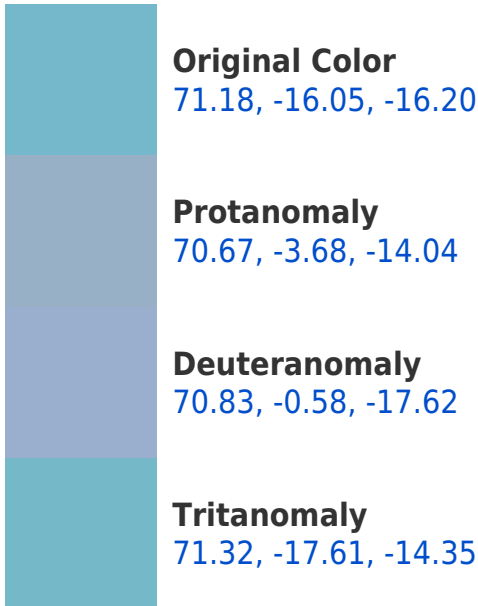 Original Color
71.18, -16.05, -16.20
Protanomaly
70.67, -3.68, -14.04
Deuteranomaly
70.83, -0.58, -17.62
Tritanomaly
71.32, -17.61, -14.35